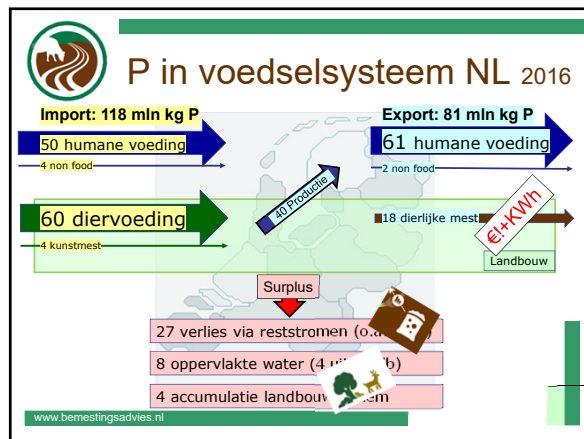 P in voedselsysteem NL 2016
Import: 118 mln kg P
50 humane voeding
4 non food
60 diervoeding
4 kunstmest
40 Productie
Export: 81 mln kg P
61 humane voeding
2 non food
18 dierlijke mest
€!+KWh
Landbouw
Surplus
27 verlies via reststromen
8 oppervlakte water (4
4 accumulatie
www.bemestingsadvies.nl